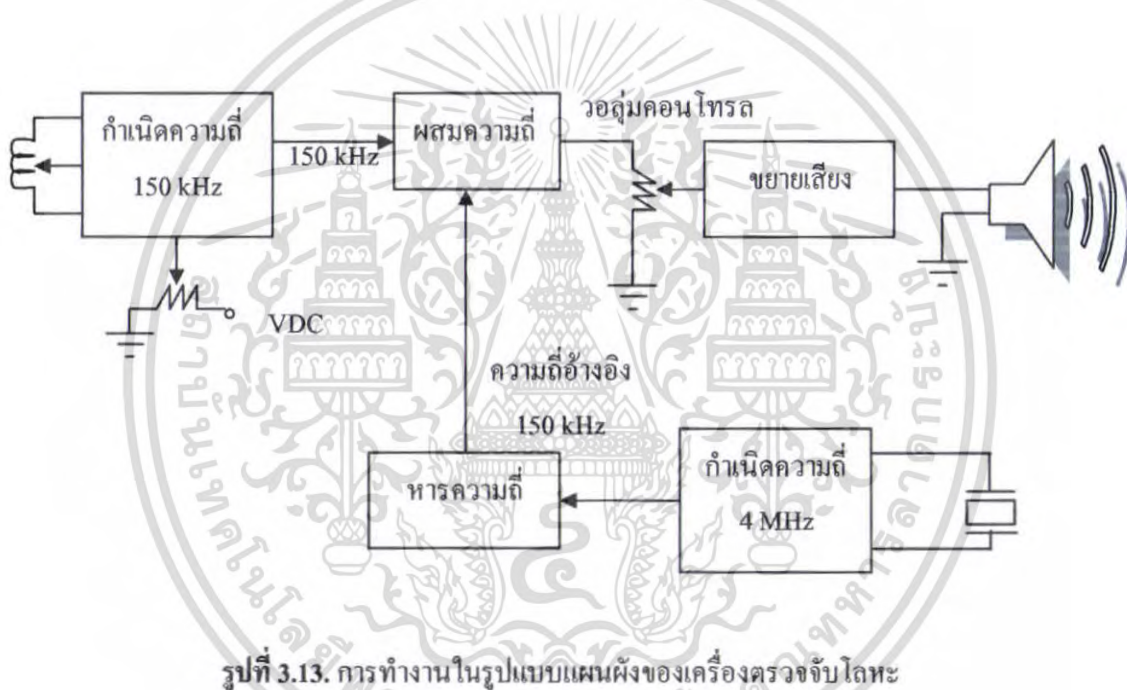 กำเนิดความถี่
150 kHz
150 kHz
ผสมความถี่
วอลุ่มคอนโทรล
ขยายเสียง
VDC
ความถี่อ้างอิง
150 kHz
หารความถี่
กำเนิดความถี่
4 MHz
รูปที่ 3.13. การทำงานในรูปแบบแผนผังของเครื่องตรวจจับโลหะ